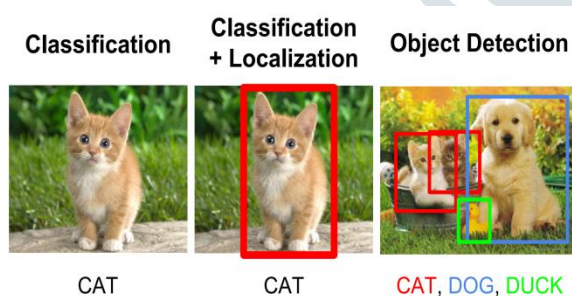 Classification
Classification
+ Localization
Object Detection
CAT
CAT
CAT, DOG, DUCK